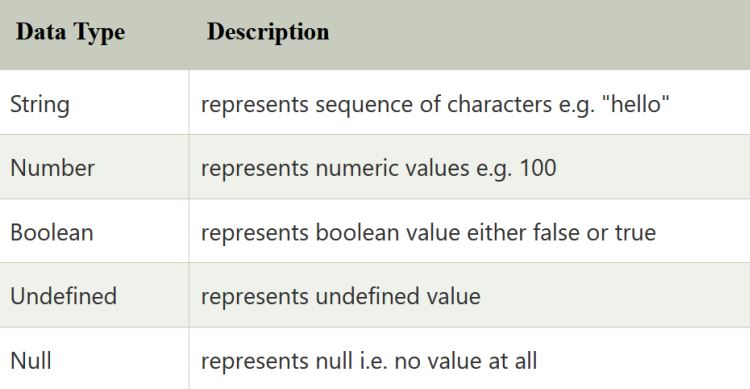 Data Type Description
String represents sequence of characters e.g. "hello"
Number represents numeric values e.g. 100
Boolean represents boolean value either false or true
Undefined represents undefined value
Null represents null i.e. no value at all